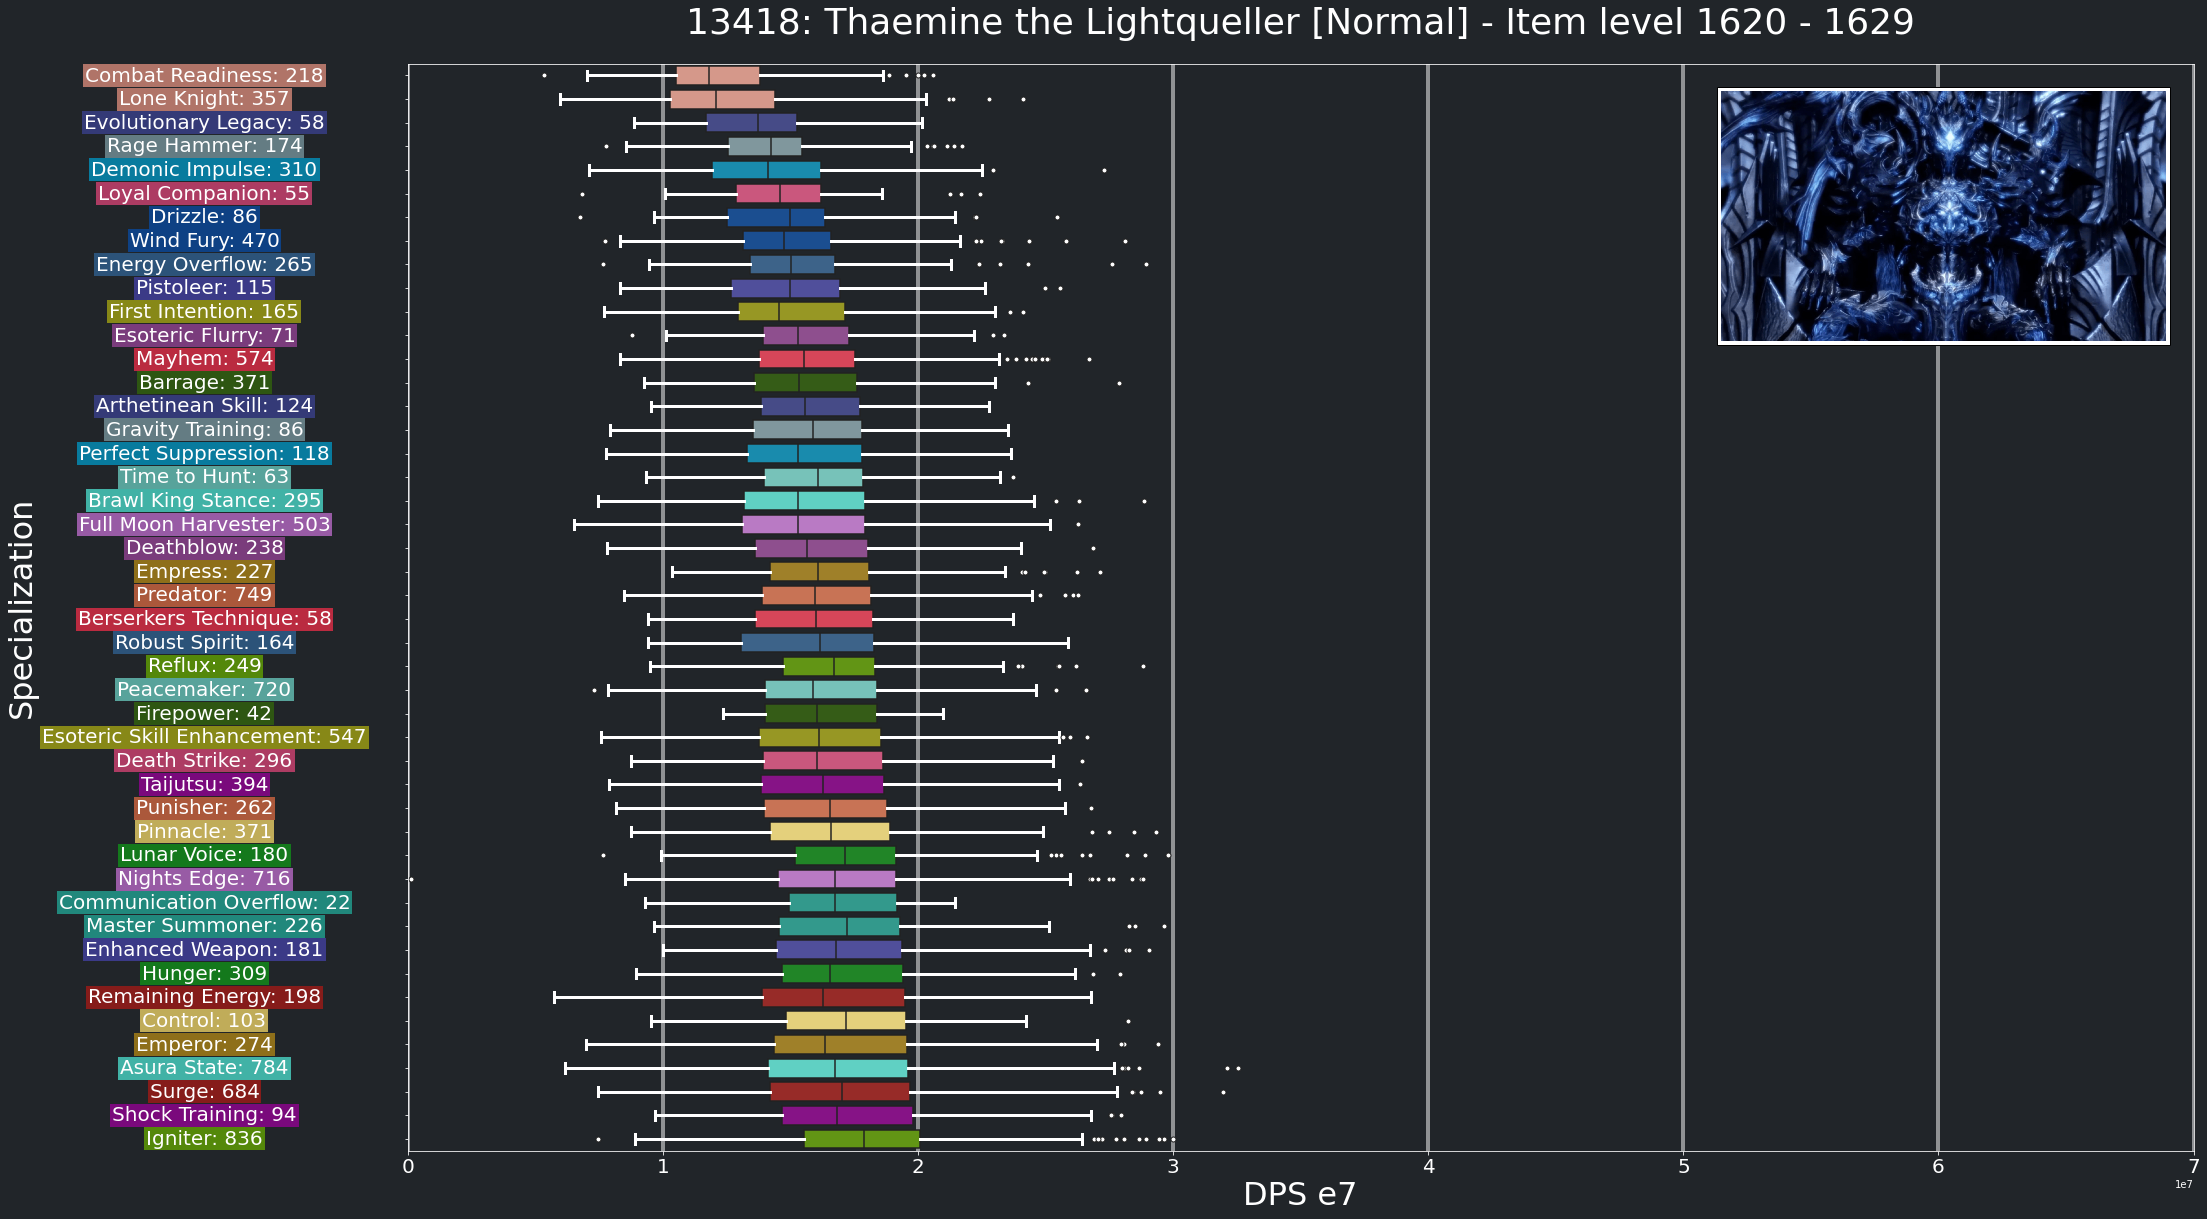 13418: Thaemine the Lightqueller [Normal] - Item level 1620 - 1629
Combat Readiness: 218
Lone Knight: 357
Evolutionary Legacy: 58
Rage Hammer: 174
Demonic Impulse: 310
Loyal Companion: 55
Drizzle: 86
Wind Fury: 470
Energy Overflow: 265
Pistoleer: 115
First Intention: 165
Esoteric Flurry: 71
Mayhem: 574
Barrage: 371
Arthetinean Skill: 124
Gravity Training: 86
Perfect Suppression: 118
Time to Hunt: 63
Brawl King Stance: 295
Full Moon Harvester: 503
Deathblow: 238
Empress: 227
Predator: 749
Berserkers Technique: 58
Robust Spirit: 164
Reflux: 249
Peacemaker: 720
Firepower: 42
Esoteric Skill Enhancement: 547
Death Strike: 296
Taijutsu: 394
Punisher: 262
Pinnacle: 371
Lunar Voice: 180
Nights Edge: 716
Communication Overflow: 22
Master Summoner: 226
Enhanced Weapon: 181
Hunger: 309
Remaining Energy: 198
Control: 103
Emperor: 274
Asura State: 784
Surge: 684
Shock Training: 94
Igniter: 836
Specialization
0 1 2 3 4 5 6 7
1e7
DPS e7